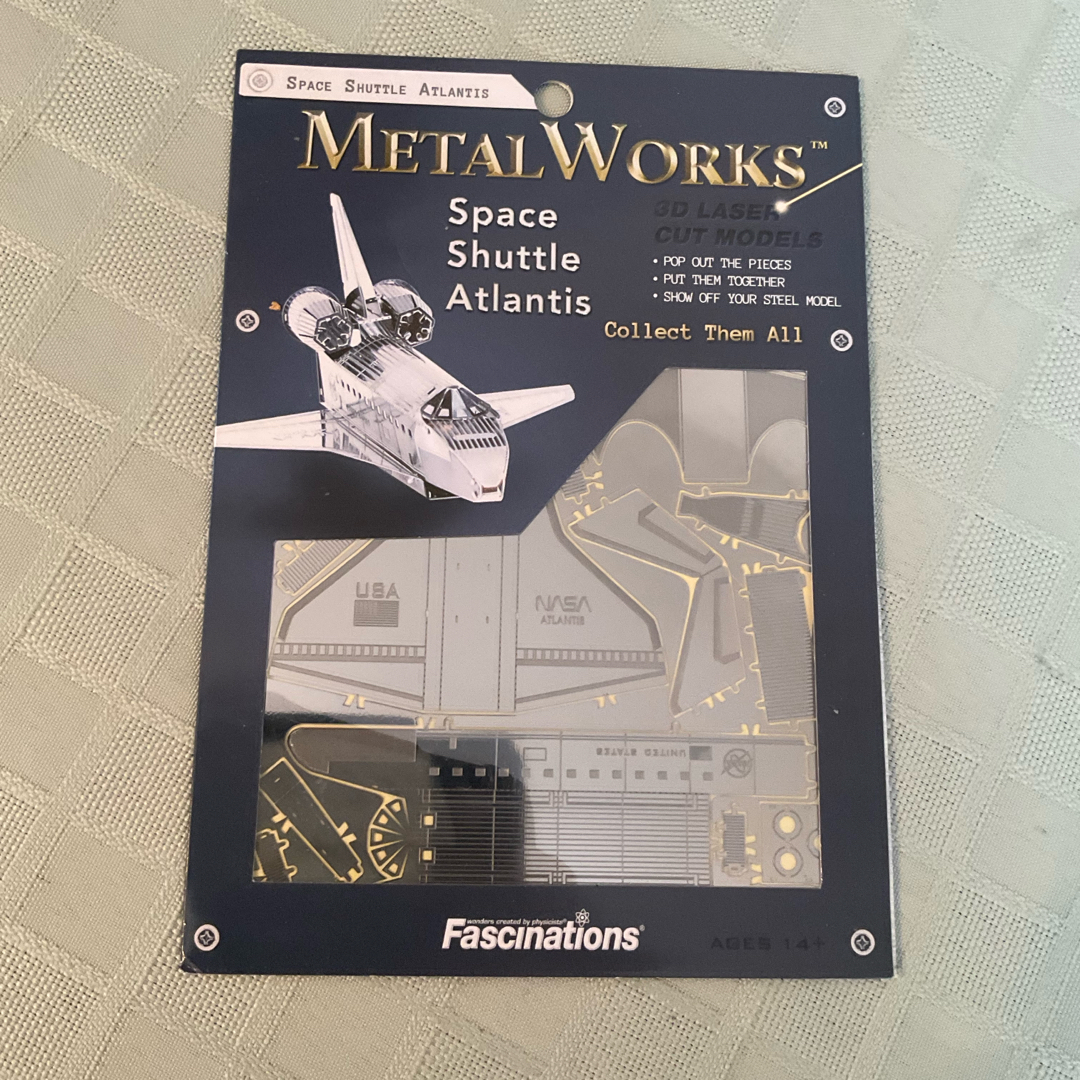 SPACE SHUTTLE ATLANTIS
METALWORKS™
Space
Shuttle
Atlantis
3D LASER
CUT MODELS
• POP OUT THE PIECES
• PUT THEM TOGETHER
• SHOW OFF YOUR STEEL MODEL
Collect Them All
USA
NASA
ATLANTIS
UNITED STATES
wonders created by physicists®
Fascinations®
AGES 14+